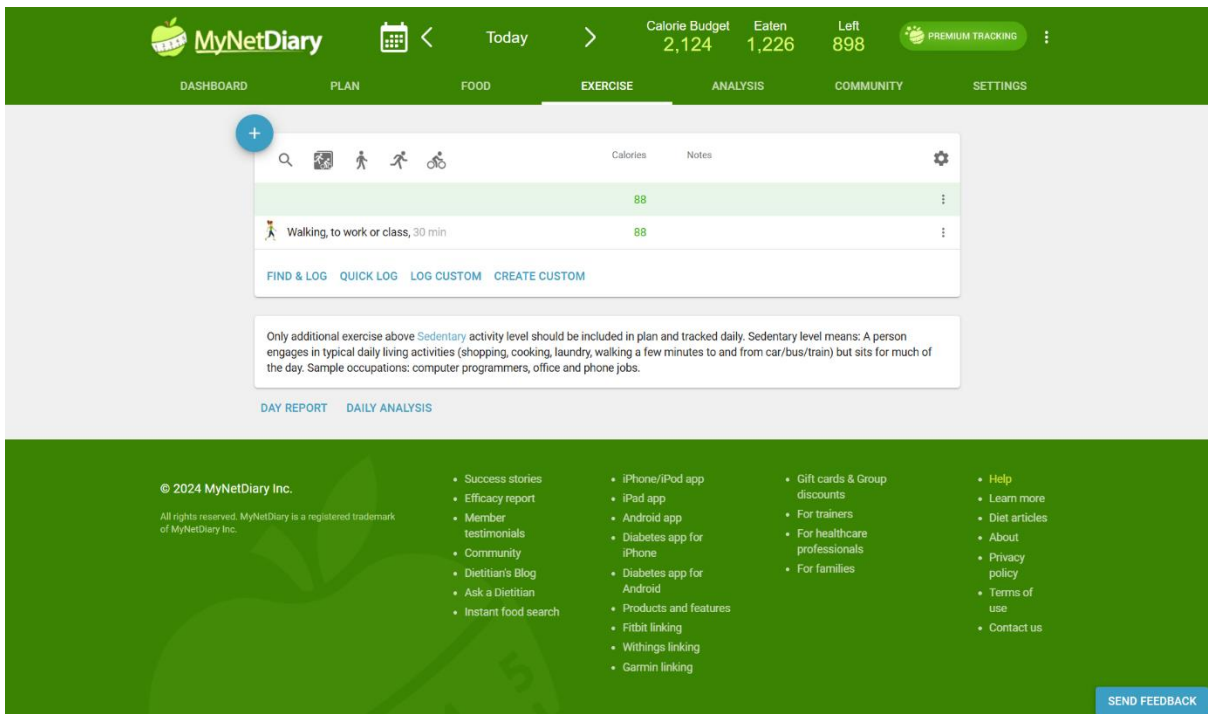 MyNetDiary
Today
Calorie Budget
2,124
Eaten
1,226
Left
898
PREMIUM TRACKING
DASHBOARD
PLAN
FOOD
EXERCISE
ANALYSIS
COMMUNITY
SETTINGS
Calories
Notes
88
Walking, to work or class, 30 min
88
FIND & LOG
QUICK LOG
LOG CUSTOM
CREATE CUSTOM
Only additional exercise above Sedentary activity level should be included in plan and tracked daily. Sedentary level means: A person
engages in typical daily living activities (shopping, cooking, laundry, walking a few minutes to and from car/bus/train) but sits for much of
the day. Sample occupations: computer programmers, office and phone jobs.
DAY REPORT
DAILY ANALYSIS
© 2024 MyNetDiary Inc.
All rights reserved. MyNetDiary is a registered trademark
of MyNetDiary Inc.
• Success stories
• Efficacy report
• Member
testimonials
• Community
• Dietitian's Blog
• Ask a Dietitian
• Instant food search
• iPhone/iPod app
• iPad app
• Android app
• Diabetes app for
iPhone
• Diabetes app for
Android
• Products and features
• Fitbit linking
• Withings linking
• Garmin linking
• Gift cards & Group
discounts
• For trainers
• For healthcare
professionals
• For families
• Help
• Learn more
• Diet articles
• About
• Privacy
policy
• Terms of
use
• Contact us
5
SEND FEEDBACK